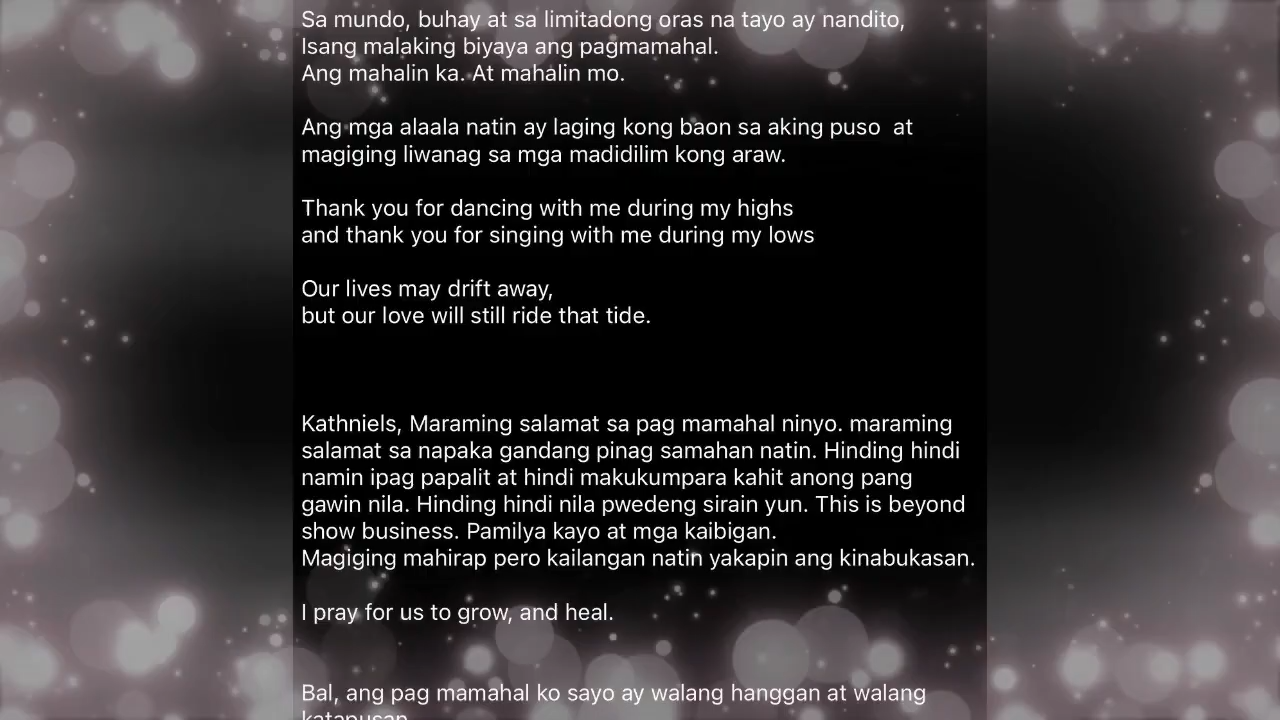 Sa mundo, buhay at sa limitadong oras na tayo ay nandito,
Isang malaking biyaya ang pagmamahal.
Ang mahalin ka. At mahalin mo.
Ang mga alaala natin ay laging kong baon sa aking puso  at
magiging liwanag sa mga madidilim kong araw.
Thank you for dancing with me during my highs
and thank you for singing with me during my lows
Our lives may drift away,
but our love will still ride that tide.
Kathniels, Maraming salamat sa pag mamahal ninyo. maraming
salamat sa napaka gandang pinag samahan natin. Hinding hindi
namin ipag papalit at hindi makukumpara kahit anong pang
gawin nila. Hinding hindi nila pwedeng sirain yun. This is beyond
show business. Pamilya kayo at mga kaibigan.
Magiging mahirap pero kailangan natin yakapin ang kinabukasan.
I pray for us to grow, and heal.
Bal, ang pag mamahal ko sayo ay walang hanggan at walang
katapusan